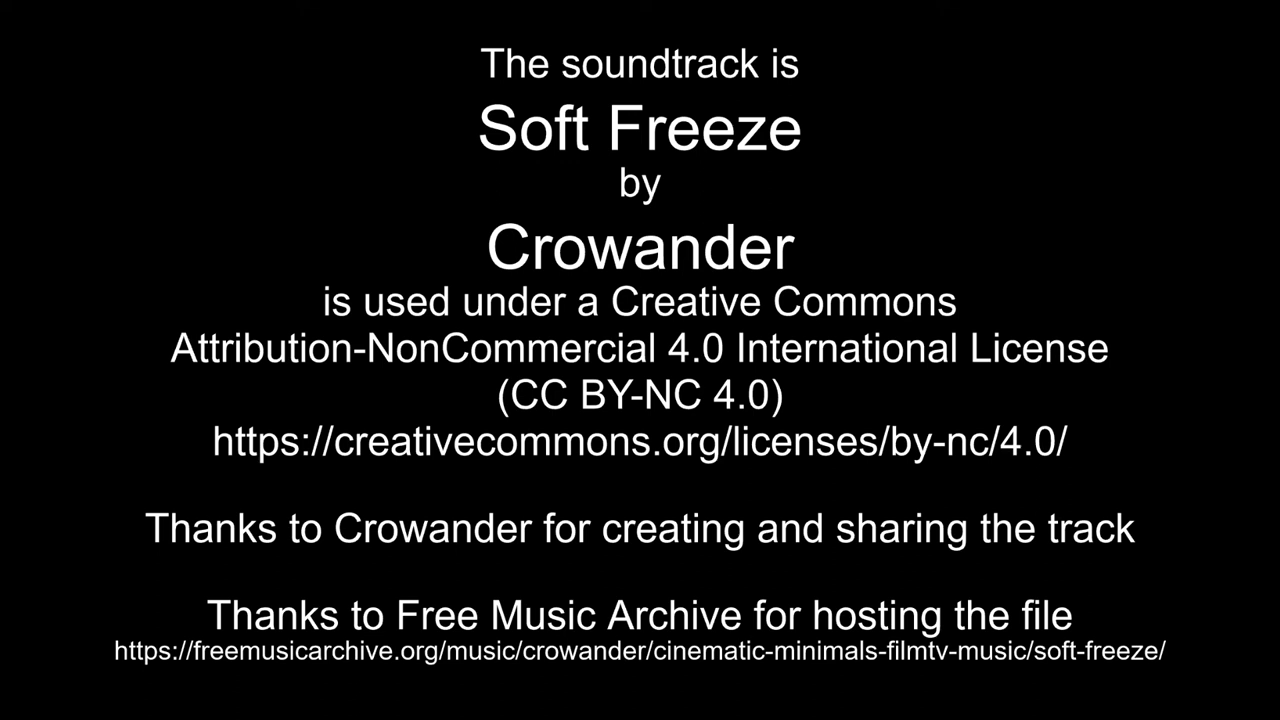 The soundtrack is
Soft Freeze
by
Crowander
is used under a Creative Commons
Attribution-NonCommercial 4.0 International License
(CC BY-NC 4.0)
https://creativecommons.org/licenses/by-nc/4.0/
Thanks to Crowander for creating and sharing the track
Thanks to Free Music Archive for hosting the file
https://freemusicarchive.org/music/crowander/cinematic-minimals-filmtv-music/soft-freeze/